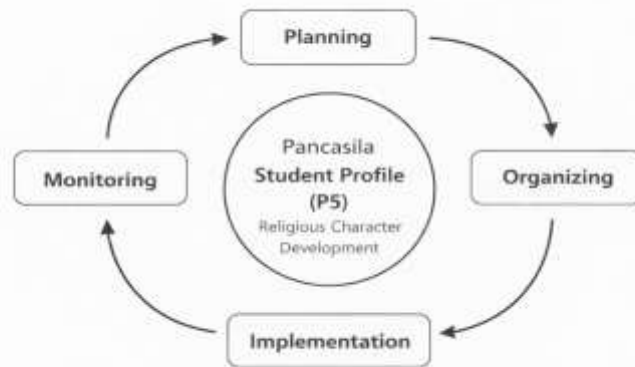 Planning
Pancasila
Student Profile
(P5)
Religious Character
Development
Monitoring
Organizing
Implementation